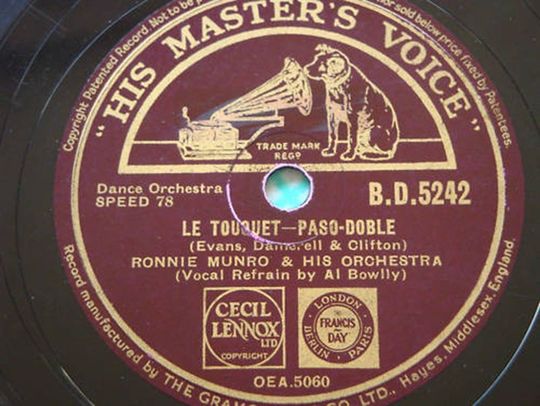 Copyright. Patented Record. Not to be p
nor sold below price fixed by Patentees.
"HIS MASTER'S VOICE"
TRADE MARK
REGD
Dance Orchestra
SPEED 78
B.D.5242
LE TOUQUET—PASO-DOBLE
(Evans, Damerell & Clifton)
RONNIE MUNRO & HIS ORCHESTRA
(Vocal Refrain by Al Bowlly)
CECIL
LENNOX
LTD
COPYRIGHT
LONDON
FRANCIS
DAY
BERLIN PARIS
OEA.5060
Record manufactured by THE GRAMO CO. LTD., Hayes, Middlesex, England.